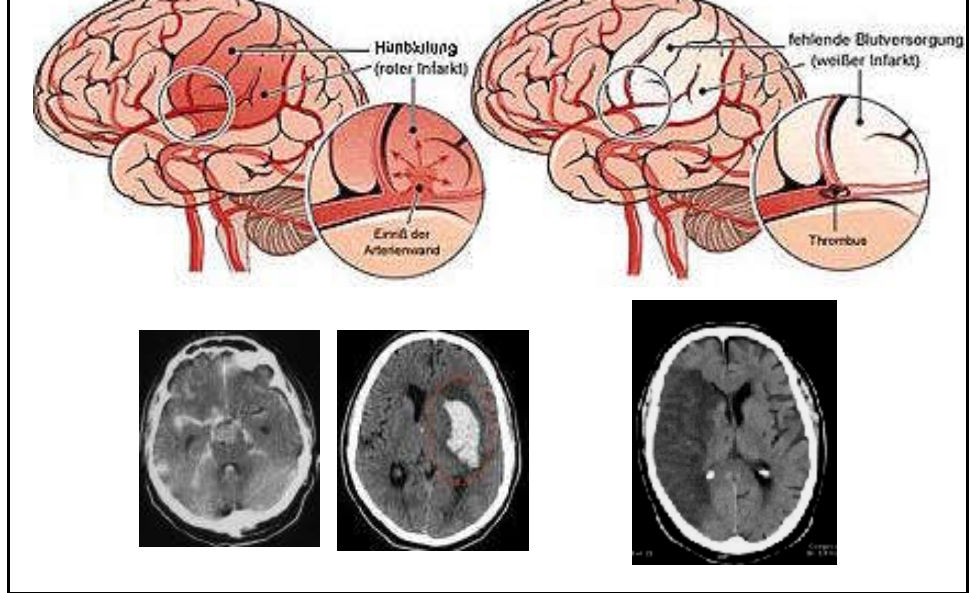 Hirnblutung
(roter Infarkt)
Einriß der
Arterienwand
fehlende Blutversorgung
(weißer Infarkt)
Thrombus